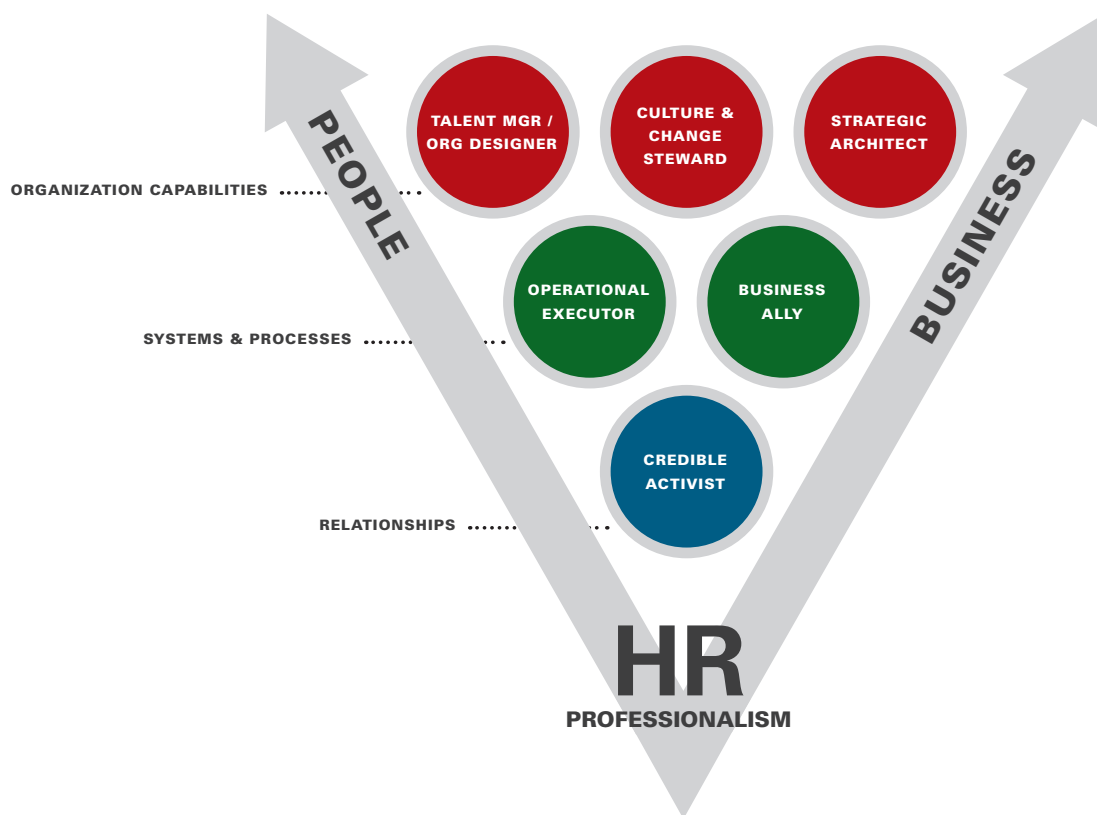 TALENT MGR /
ORG DESIGNER
CULTURE &
CHANGE
STEWARD
STRATEGIC
ARCHITECT
PEOPLE
BUSINESS
ORGANIZATION CAPABILITIES
OPERATIONAL
EXECUTOR
BUSINESS
ALLY
SYSTEMS & PROCESSES
CREDIBLE
ACTIVIST
RELATIONSHIPS
HR
PROFESSIONALISM